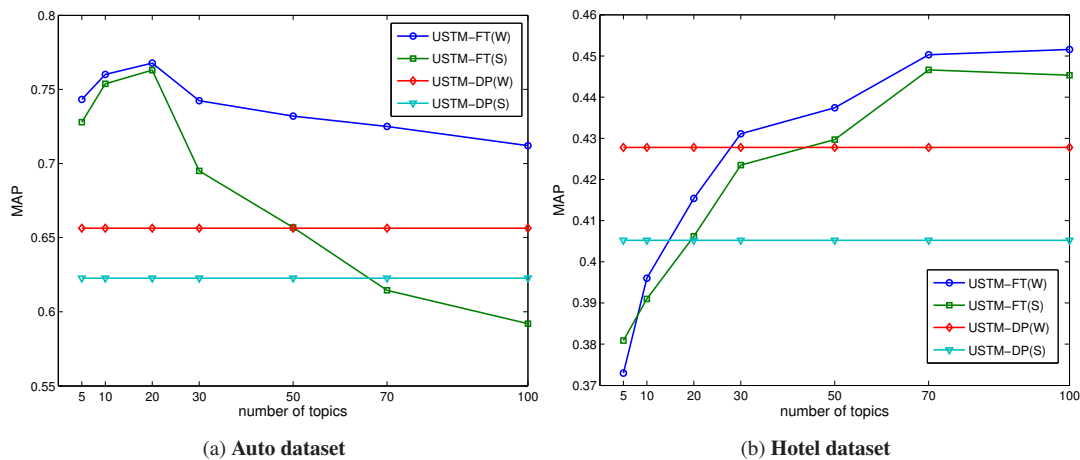 0.8
0.75
0.7
0.65
0.6
0.55
MAP
5 10 20 30 50 70 100
number of topics
USTM−FT(W)
USTM−FT(S)
USTM−DP(W)
USTM−DP(S)
(a) Auto dataset
0.46
0.45
0.44
0.43
0.42
0.41
0.4
0.39
0.38
0.37
MAP
5 10 20 30 50 70 100
number of topics
USTM−FT(W)
USTM−FT(S)
USTM−DP(W)
USTM−DP(S)
(b) Hotel dataset